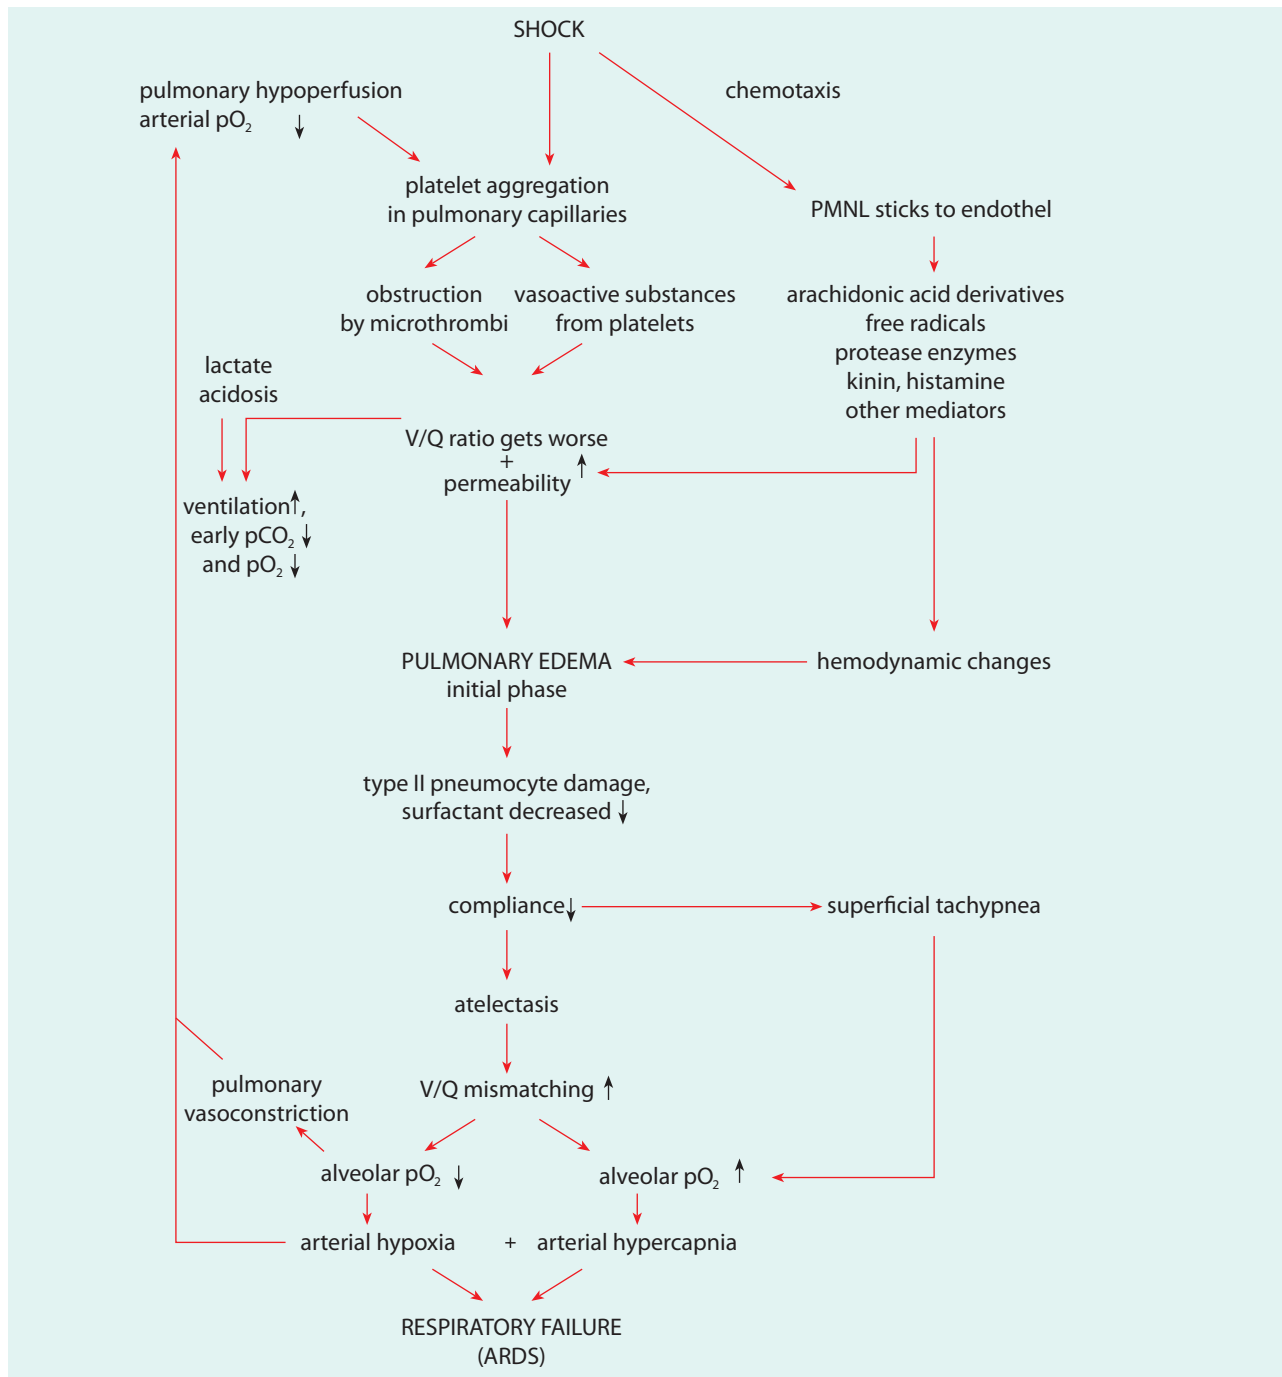 SHOCK
pulmonary hypoperfusion
arterial pO₂ ↓
chemotaxis
platelet aggregation
in pulmonary capillaries
PMNL sticks to endothel
obstruction
by microthrombi
vasoactive substances
from platelets
arachidonic acid derivatives
free radicals
protease enzymes
kinin, histamine
other mediators
lactate
acidosis
V/Q ratio gets worse
+
permeability ↑
ventilation↑,
early pCO₂ ↓
and pO₂ ↓
PULMONARY EDEMA
initial phase
hemodynamic changes
type II pneumocyte damage,
surfactant decreased ↓
compliance↓
superficial tachypnea
atelectasis
V/Q mismatching ↑
pulmonary
vasoconstriction
alveolar pO₂ ↓
alveolar pO₂ ↑
arterial hypoxia + arterial hypercapnia
RESPIRATORY FAILURE
(ARDS)